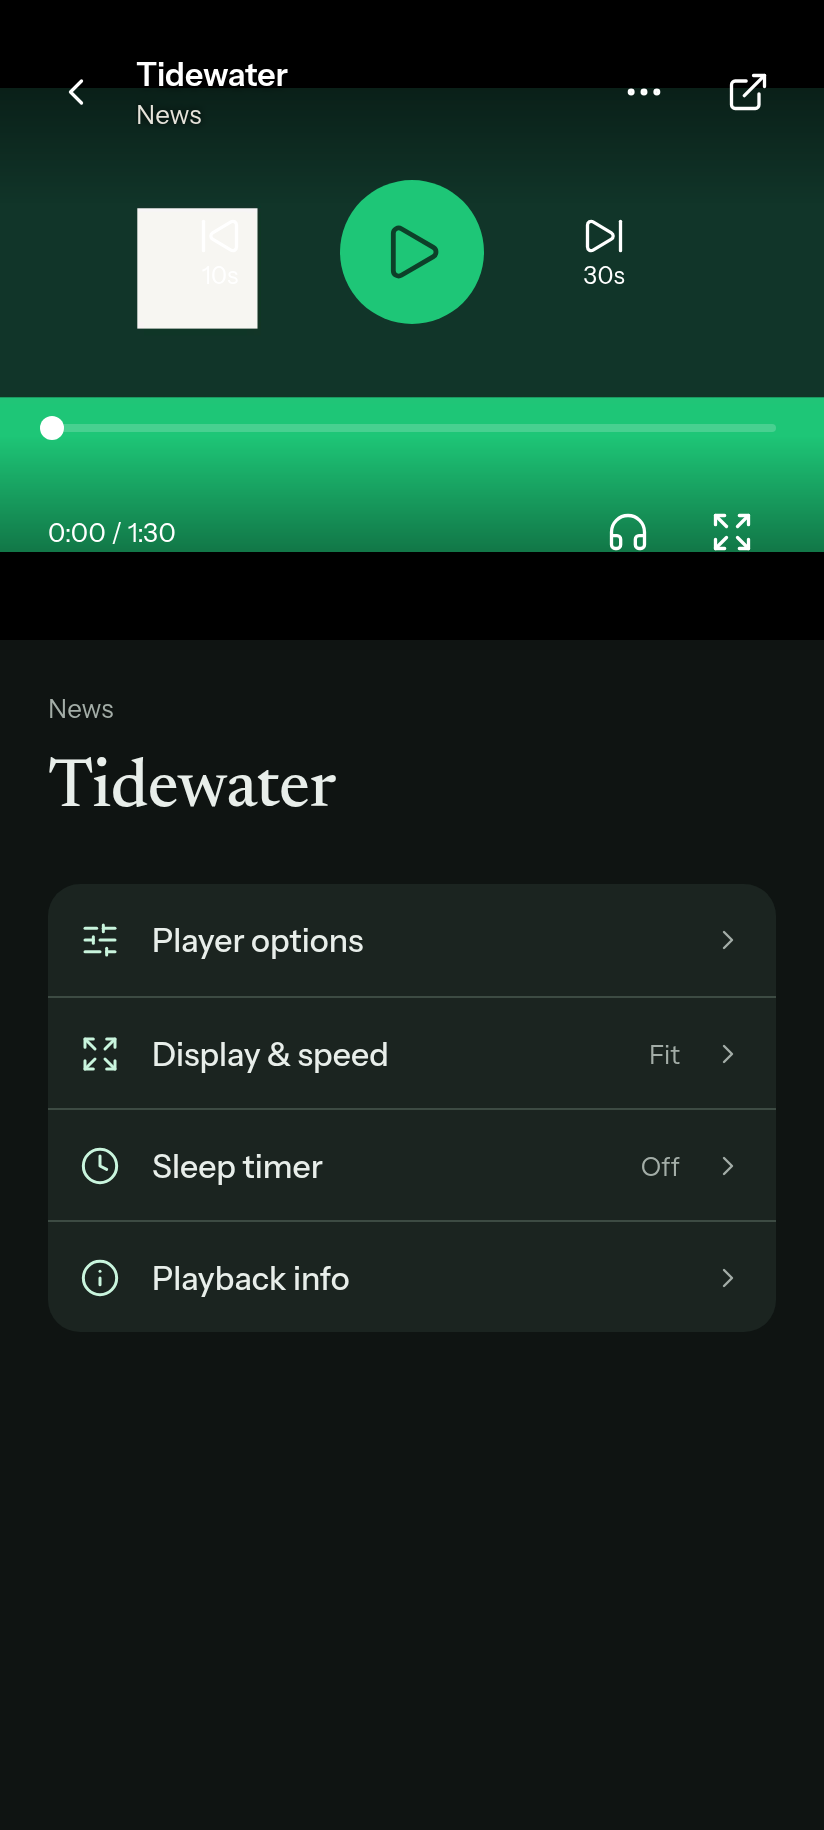 Tidewater
News
10s
30s
0:00 / 1:30
News
Tidewater
Player options
Display & speed
Fit
Sleep timer
Off
Playback info